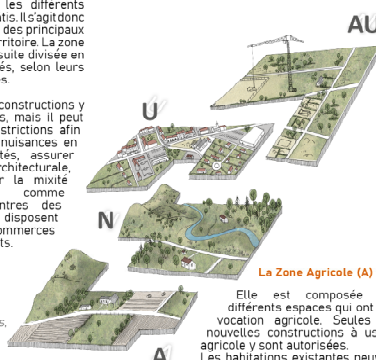 les différents
atis. Il s'agit donc
des principaux
rritoire. La zone
suite divisée en
és, selon leurs
es.
constructions y
s, mais il peut
strictions afin
nuisances en
tés, assurer
rchitecturale,
r la mixité
comme
ntres des
disposent
ommerces
ts.
s,
AU
U
N
A
La Zone Agricole (A)
Elle est composée
différents espaces qui ont
vocation agricole. Seules
nouvelles constructions à us
agricole y sont autorisées.
Les habitations existantes peuv